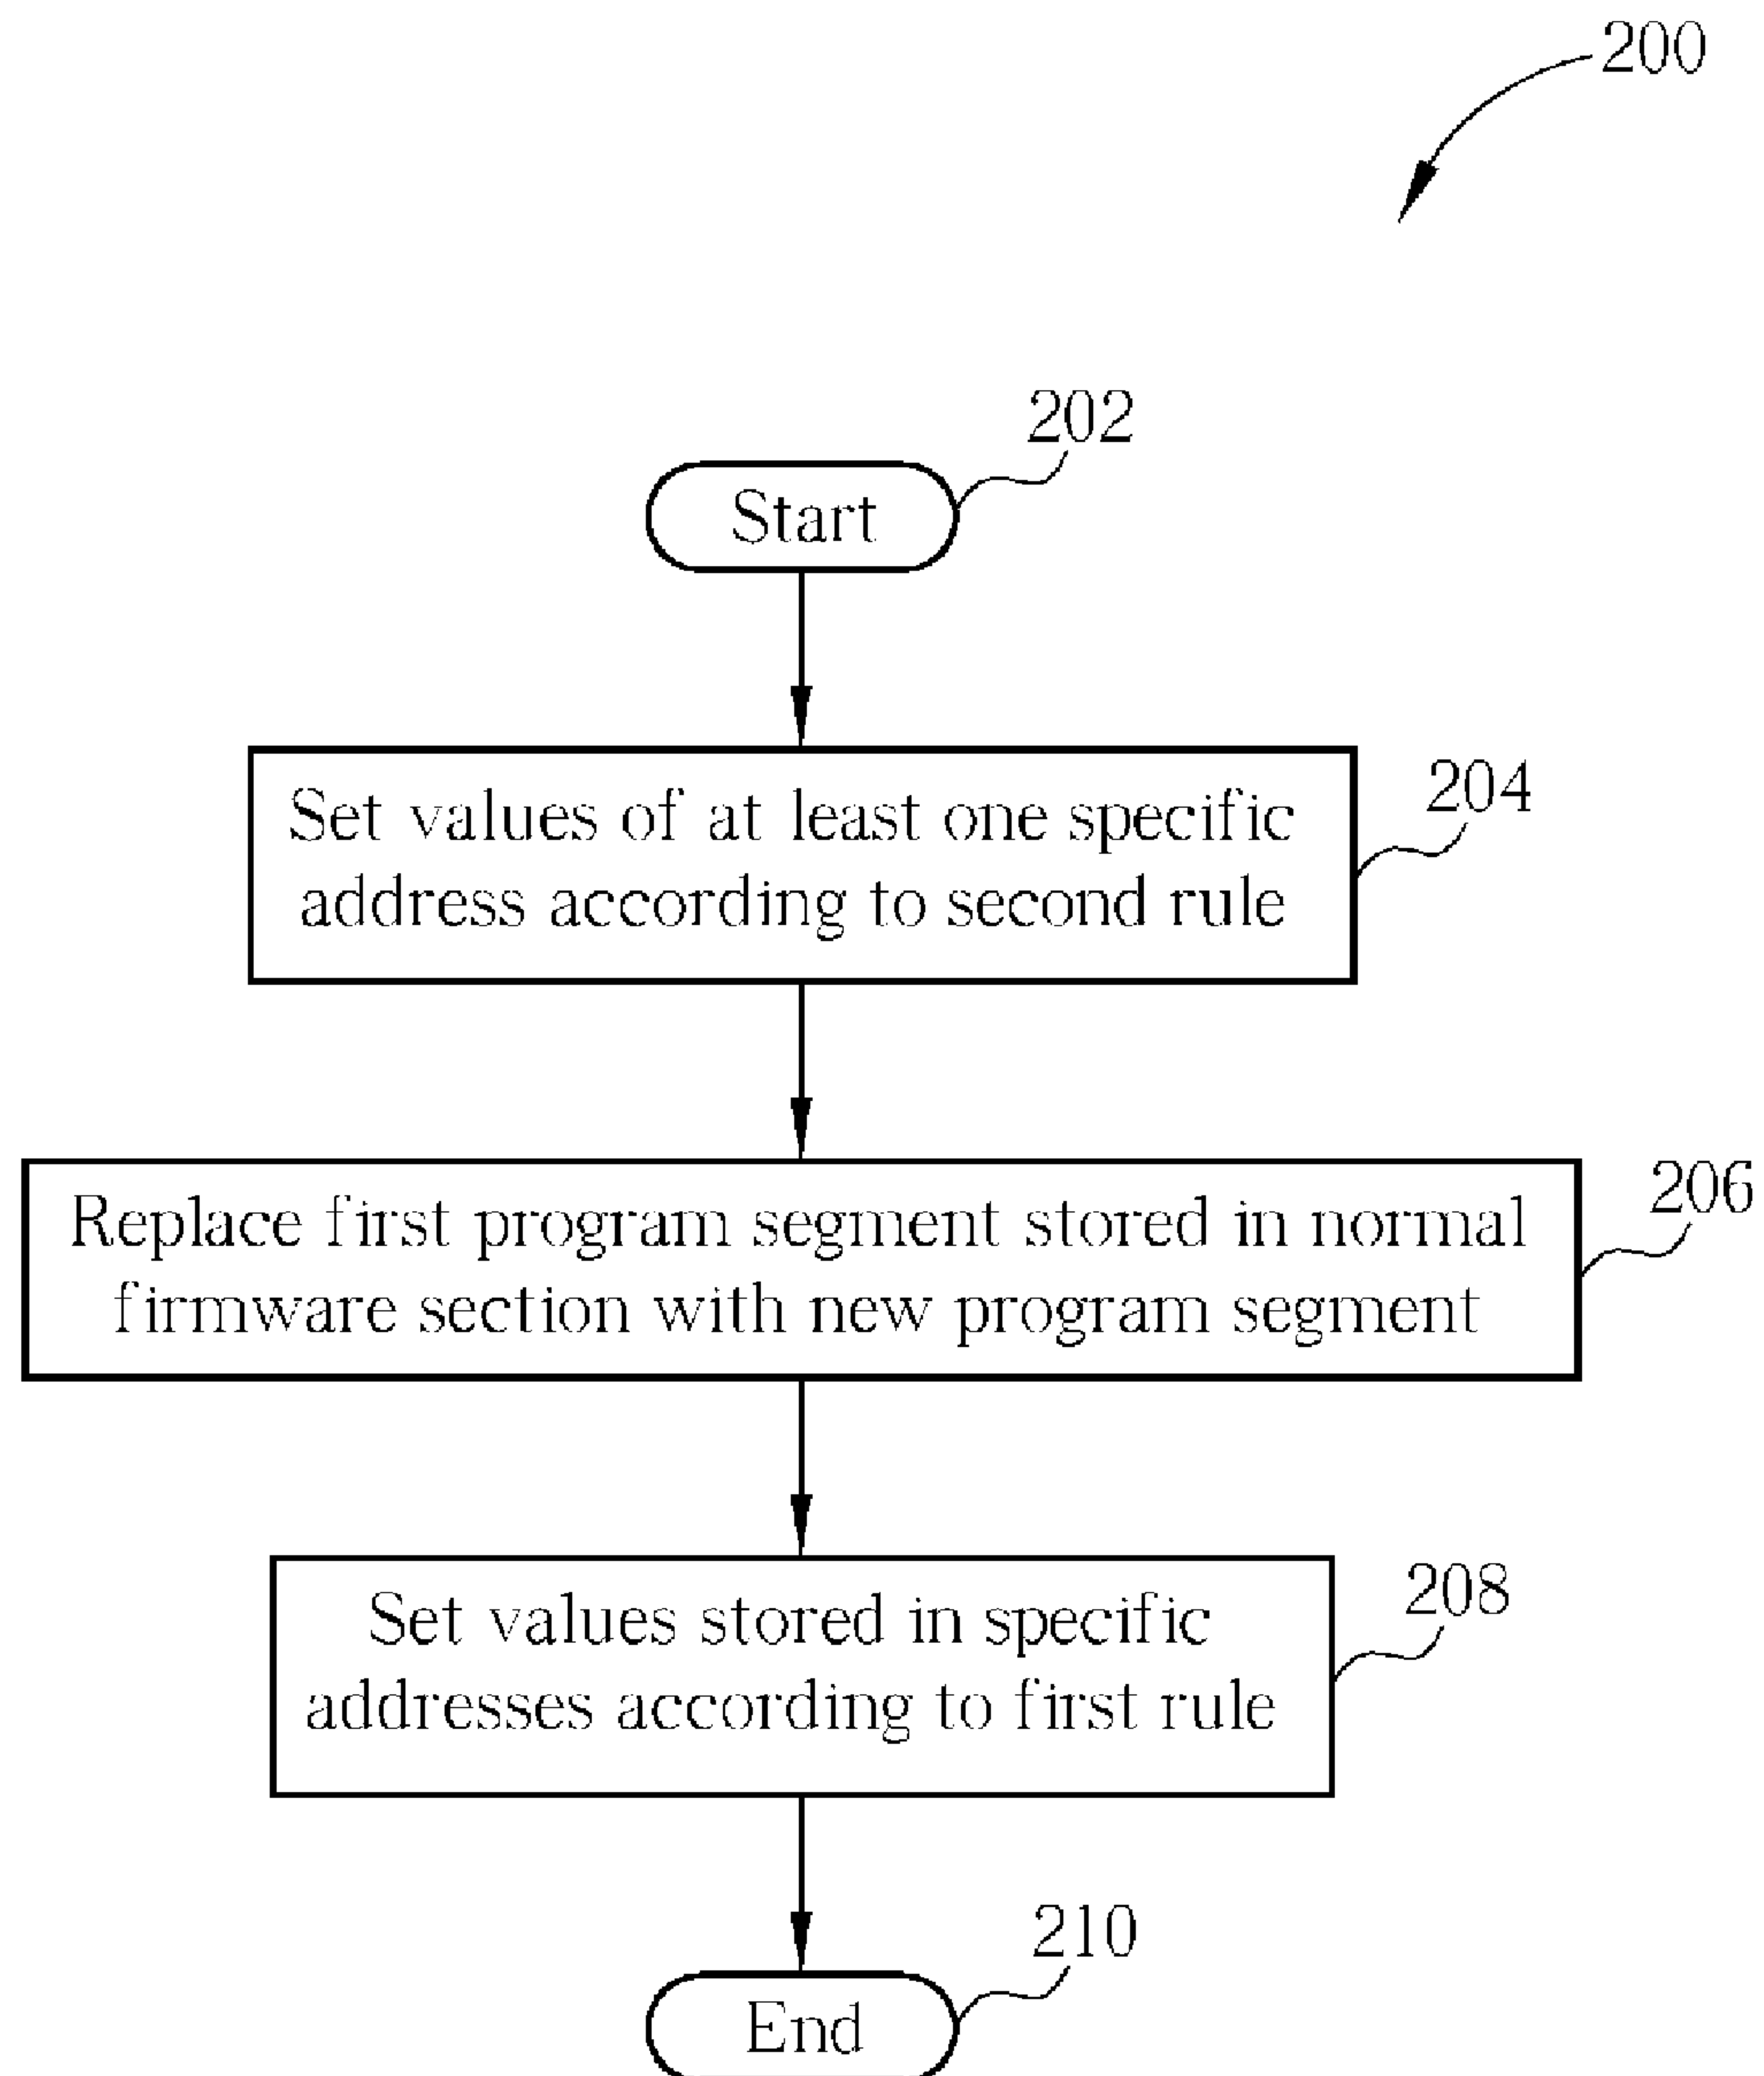 200
202
Start
204
Set values of at least one specific
address according to second rule
206
Replace first program segment stored in normal
firmware section with new program segment
208
Set values stored in specific
addresses according to first rule
210
End